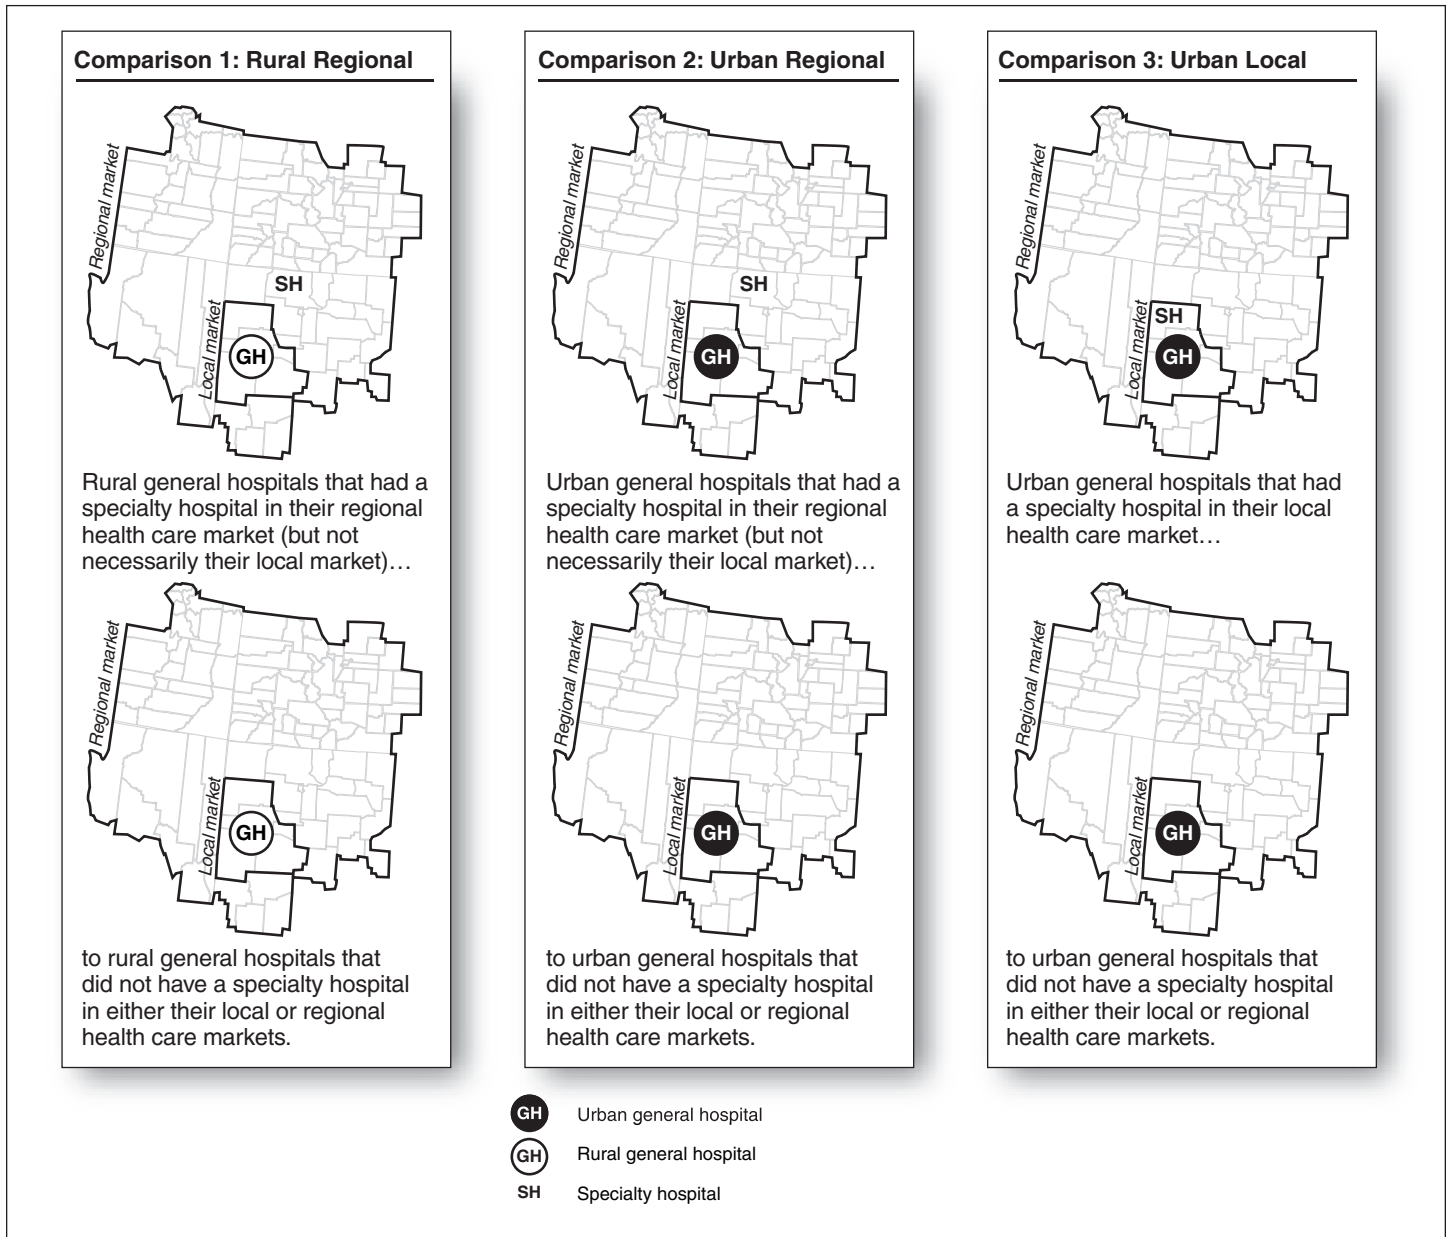 Comparison 1: Rural Regional
Regional market
SH
Local market
GH
Rural general hospitals that had a
specialty hospital in their regional
health care market (but not
necessarily their local market)…
Regional market
Local market
GH
to rural general hospitals that
did not have a specialty hospital
in either their local or regional
health care markets.
Comparison 2: Urban Regional
Regional market
SH
Local market
GH
Urban general hospitals that had a
specialty hospital in their regional
health care market (but not
necessarily their local market)…
Regional market
Local market
GH
to urban general hospitals that
did not have a specialty hospital
in either their local or regional
health care markets.
Comparison 3: Urban Local
Regional market
SH
Local market
GH
Urban general hospitals that had
a specialty hospital in their local
health care market…
Regional market
Local market
GH
to urban general hospitals that
did not have a specialty hospital
in either their local or regional
health care markets.
GH Urban general hospital
GH Rural general hospital
SH Specialty hospital